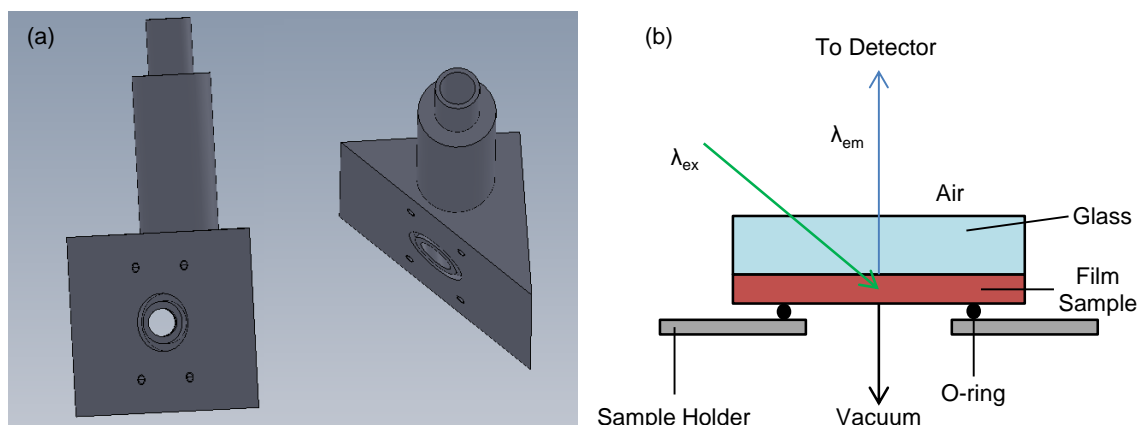 (a)
(b)
To Detector
λem
λex
Air
Glass
Film
Sample
O-ring
Sample Holder
Vacuum